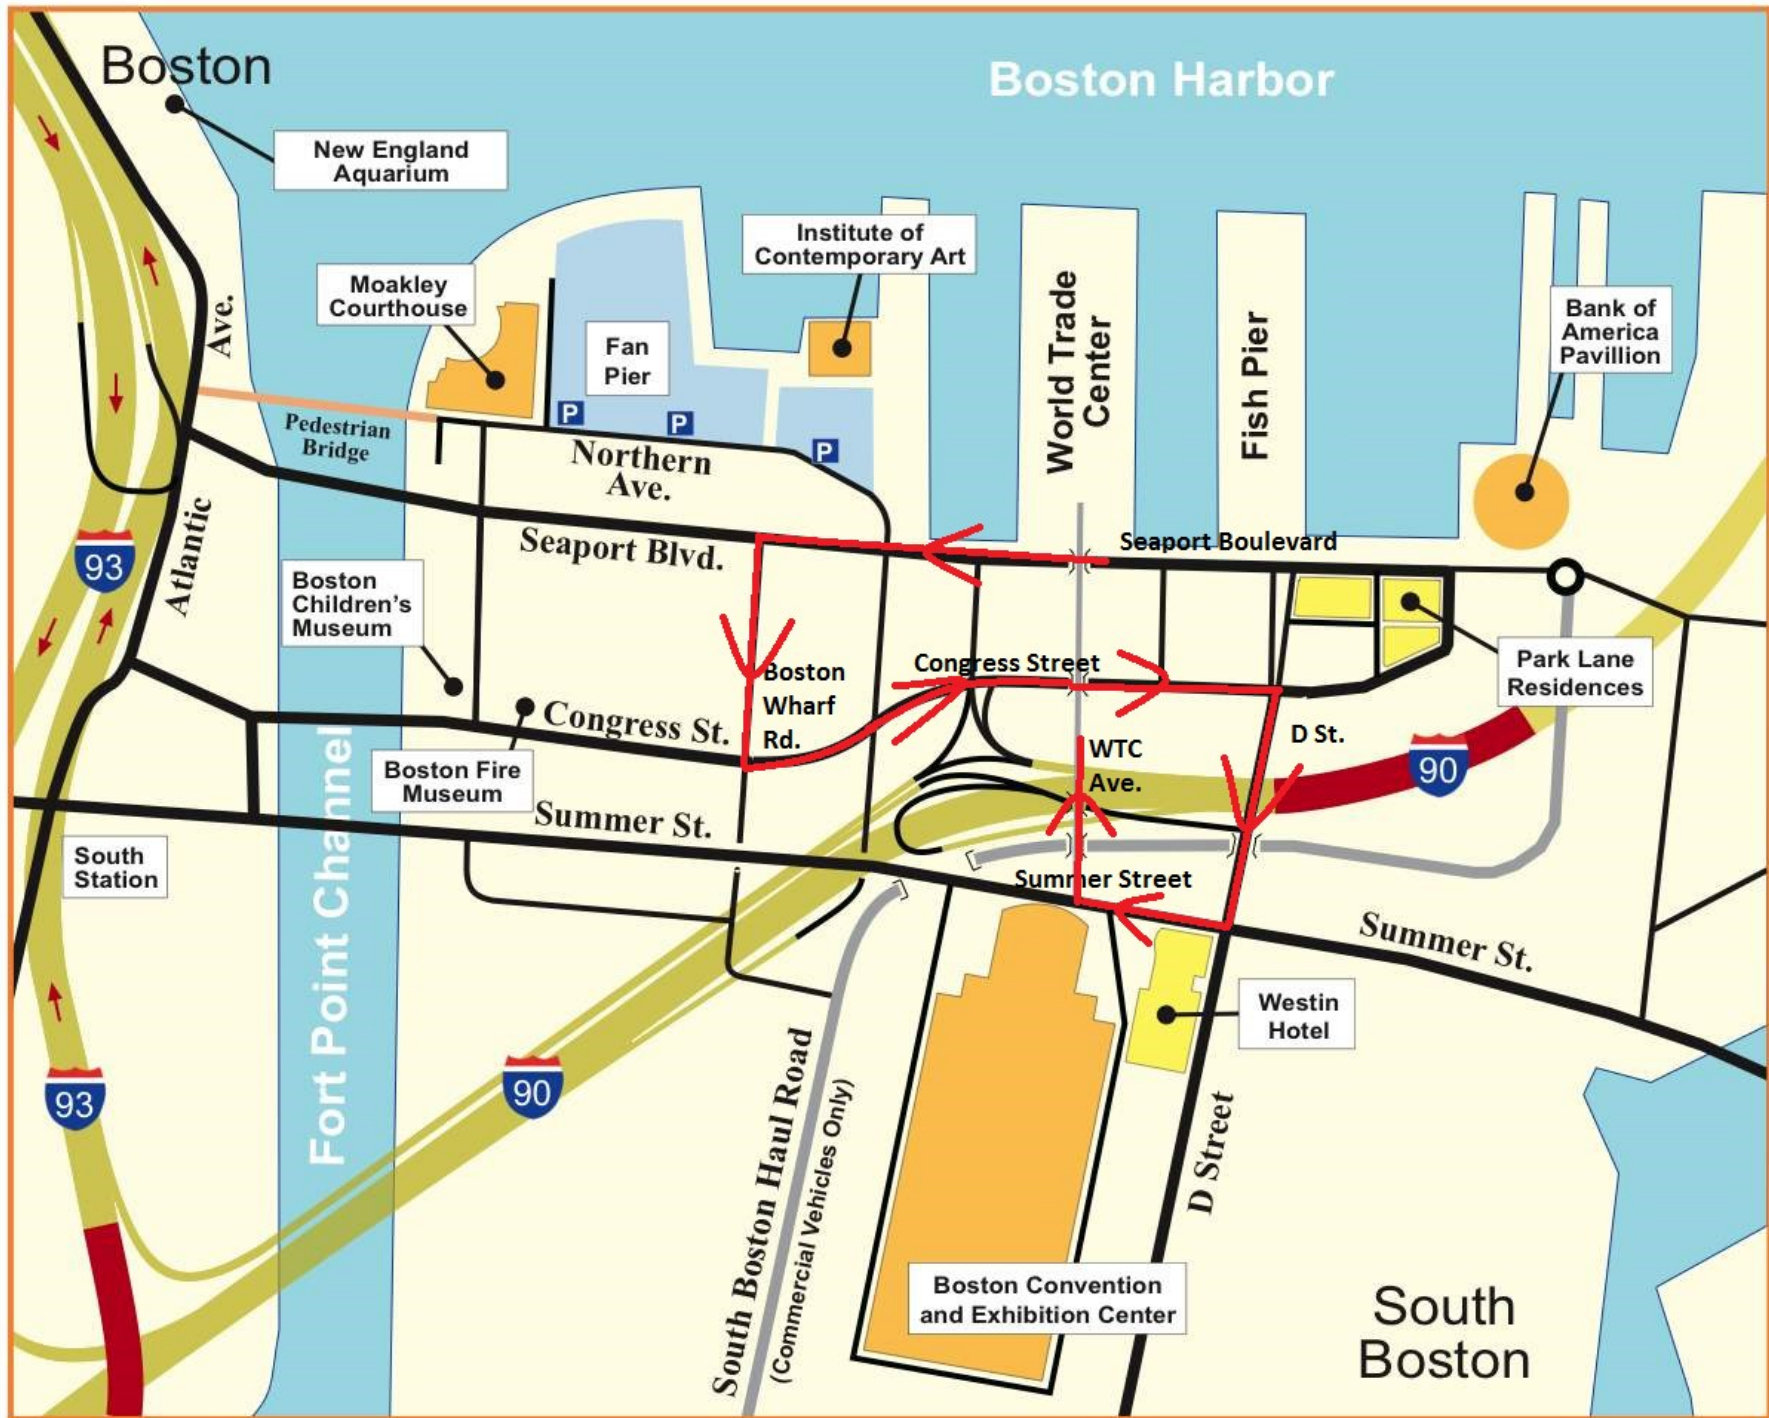 Boston
Boston Harbor
New England
Aquarium
Institute of
Contemporary Art
Moakley
Courthouse
Fan
Pier
World Trade
Center
Fish Pier
Bank of
America
Pavillion
Ave.
Pedestrian
Bridge
P
P
P
Northern
Ave.
Seaport Blvd.
Seaport Boulevard
93
Atlantic
Boston
Children's
Museum
Congress Street
Park Lane
Residences
Boston
Wharf
Rd.
Congress St.
D St.
WTC
Ave.
90
Boston Fire
Museum
Summer St.
South
Station
Fort Point Channel
Summer Street
Summer St.
Westin
Hotel
93
90
South Boston Haul Road
(Commercial Vehicles Only)
D Street
Boston Convention
and Exhibition Center
South
Boston